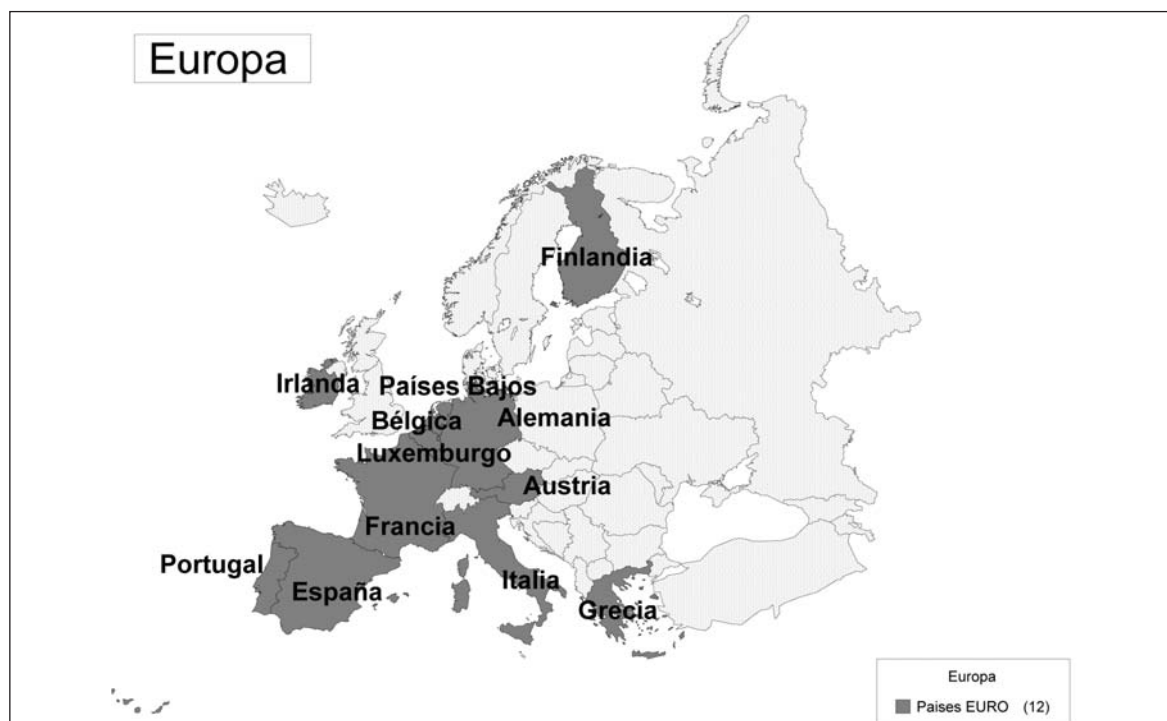 Europa
Finlandia
Irlanda
Países Bajos
Bélgica
Alemania
Luxemburgo
Austria
Francia
Portugal
España
Italia
Grecia
Europa
Paises EURO (12)